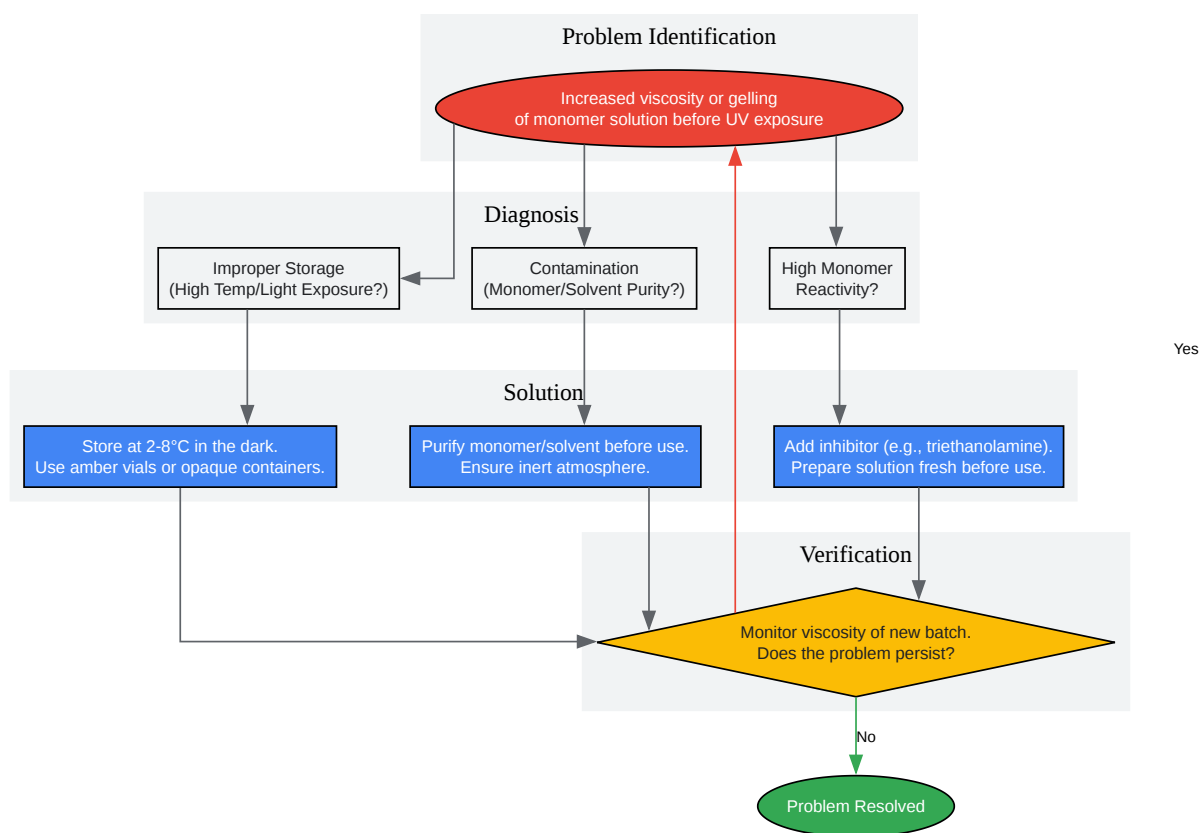 Problem Identification
Increased viscosity or gelling
of monomer solution before UV exposure
Diagnosis
Improper Storage
(High Temp/Light Exposure?)
Contamination
(Monomer/Solvent Purity?)
High Monomer
Reactivity?
Yes
Solution
Store at 2-8°C in the dark.
Use amber vials or opaque containers.
Purify monomer/solvent before use.
Ensure inert atmosphere.
Add inhibitor (e.g., triethanolamine).
Prepare solution fresh before use.
Verification
Monitor viscosity of new batch.
Does the problem persist?
No
Problem Resolved